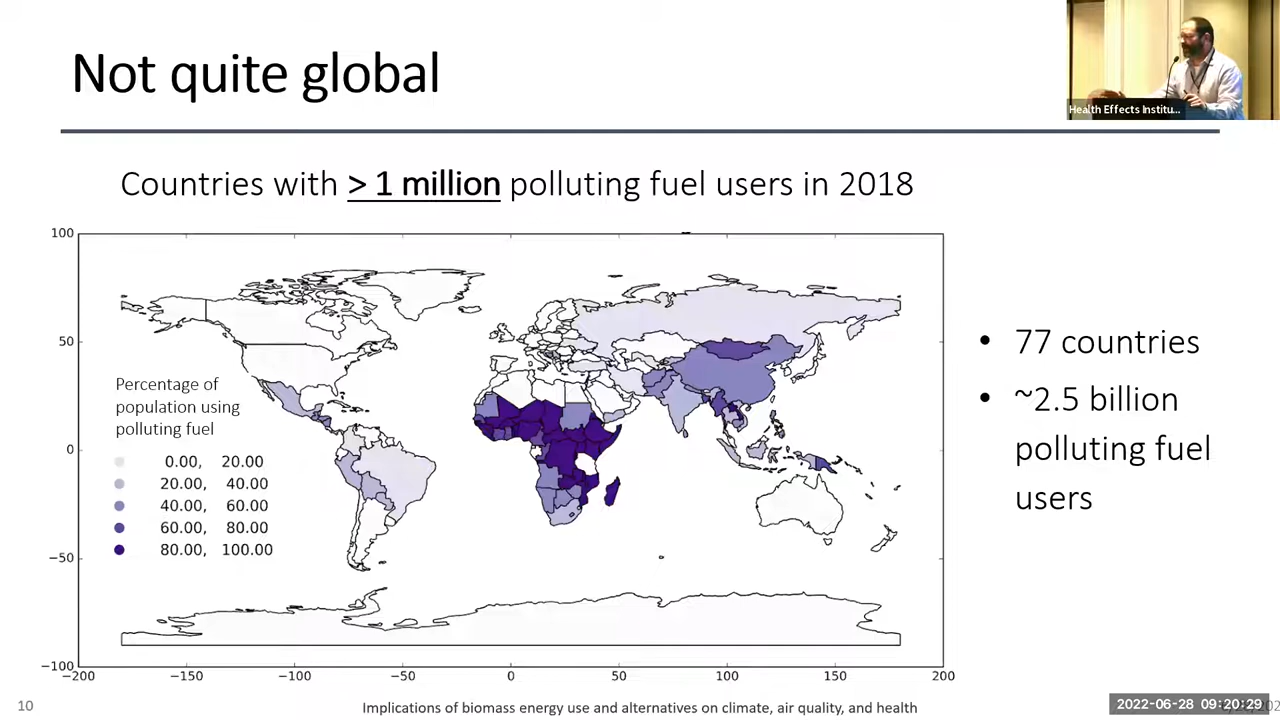 Not quite global
Health Effects Institu...
Countries with > 1 million polluting fuel users in 2018
100
50
0
−50
−100
−200
−150
−100
−50
0
50
100
150
200
Percentage of
population using
polluting fuel
0.00, 20.00
20.00, 40.00
40.00, 60.00
60.00, 80.00
80.00, 100.00
• 77 countries
• ~2.5 billion
polluting fuel
users
10
Implications of biomass energy use and alternatives on climate, air quality, and health
2022-06-28 09:20:29